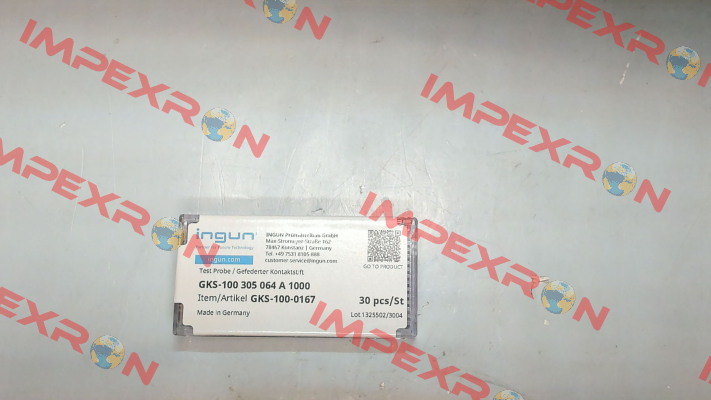 IMPEXRON
IMPEXRON
IMPEXRON
IMPEXRON
IMPEXRON
IMPEXRON
ingun
ingun.com
INGUN Prüfmittelbau GmbH
Max-Stromeyer-Straße 162
78467 Konstanz | Germany
Tel. +49 7531 8105-888
customer.service@ingun.com
GO TO PRODUCT
Test Probe / Gefederter Kontaktstift
GKS-100 305 064 A 1000
Item/Artikel GKS-100-0167
30 pcs/St
Made in Germany
Lot 1325502/3004